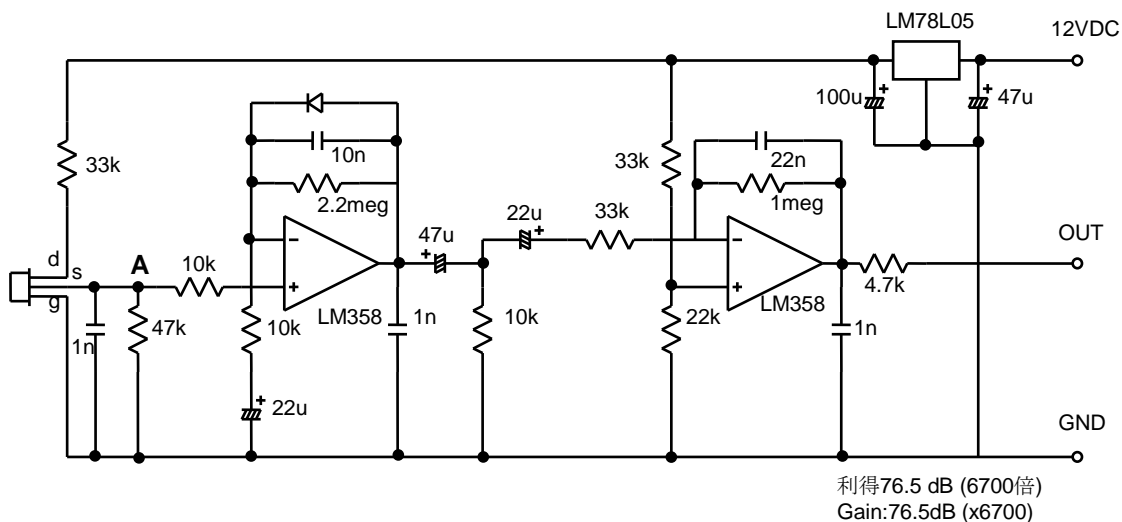 LM78L05
12VDC
100u
47u
33k
10n
2.2meg
33k
22n
1meg
d
s
g
A
10k
47u
22u
33k
OUT
LM358
LM358
4.7k
1n
47k
10k
1n
10k
22k
1n
22u
GND
利得76.5 dB (6700倍)
Gain:76.5dB (x6700)